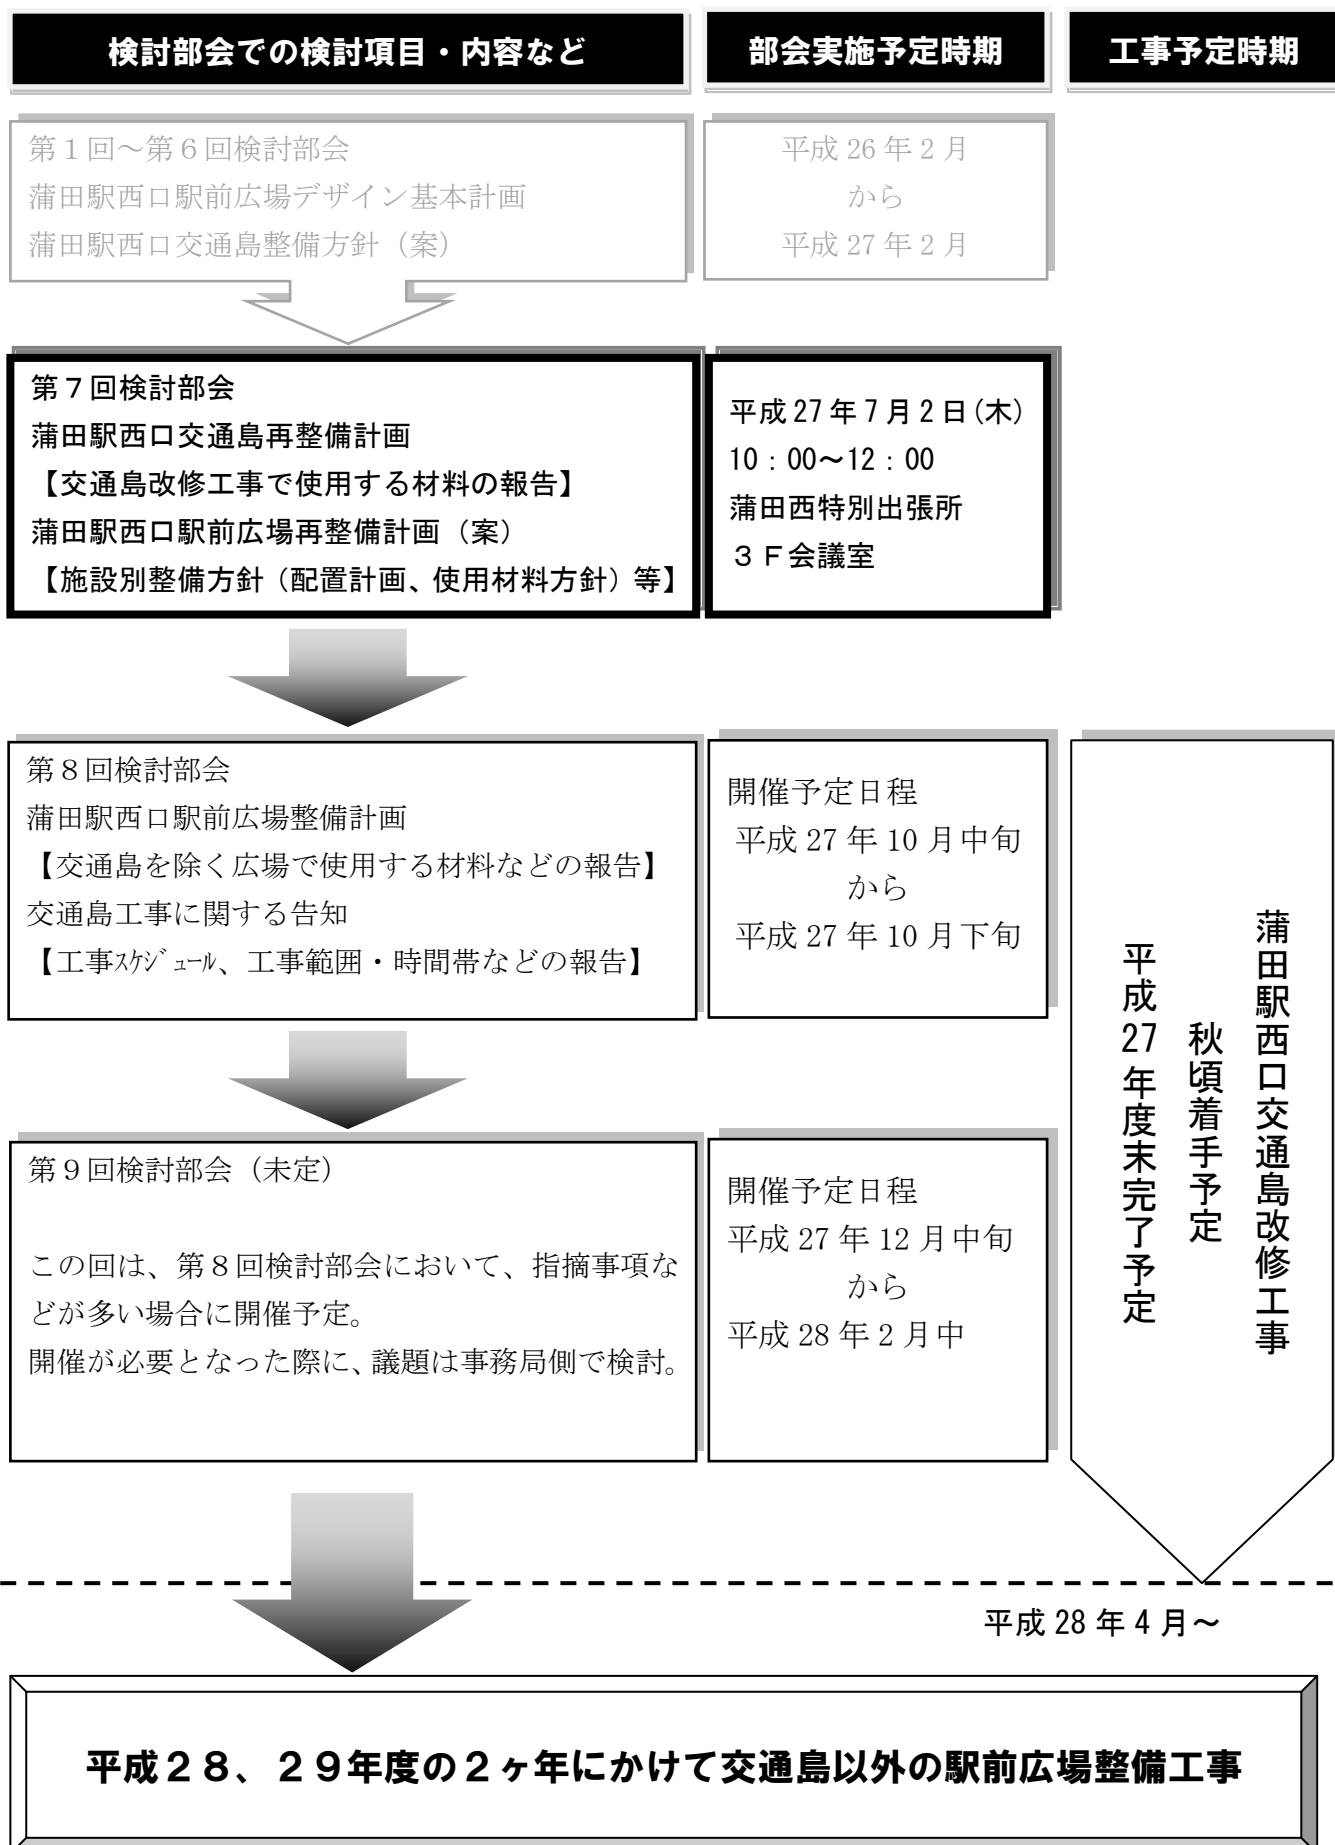 検討部会での検討項目・内容など
部会実施予定時期
工事予定時期
第１回～第６回検討部会
蒲田駅西口駅前広場デザイン基本計画
蒲田駅西口交通島整備方針（案）
平成 26 年 2 月
から
平成 27 年 2 月
第７回検討部会
蒲田駅西口交通島再整備計画
【交通島改修工事で使用する材料の報告】
蒲田駅西口駅前広場再整備計画（案）
【施設別整備方針（配置計画、使用材料方針）等】
平成 27 年 7 月 2 日(木)
10：00～12：00
蒲田西特別出張所
３Ｆ会議室
第８回検討部会
蒲田駅西口駅前広場整備計画
【交通島を除く広場で使用する材料などの報告】
交通島工事に関する告知
【工事ｽｹｼﾞｭｰﾙ、工事範囲・時間帯などの報告】
開催予定日程
平成 27 年 10 月中旬
から
平成 27 年 10 月下旬
蒲田駅西口交通島改修工事
秋頃着手予定
平成 27 年度末完了予定
第９回検討部会（未定）
この回は、第８回検討部会において、指摘事項な
どが多い場合に開催予定。
開催が必要となった際に、議題は事務局側で検討。
開催予定日程
平成 27 年 12 月中旬
から
平成 28 年 2 月中
平成 28 年 4 月～
平成２８、２９年度の２ヶ年にかけて交通島以外の駅前広場整備工事